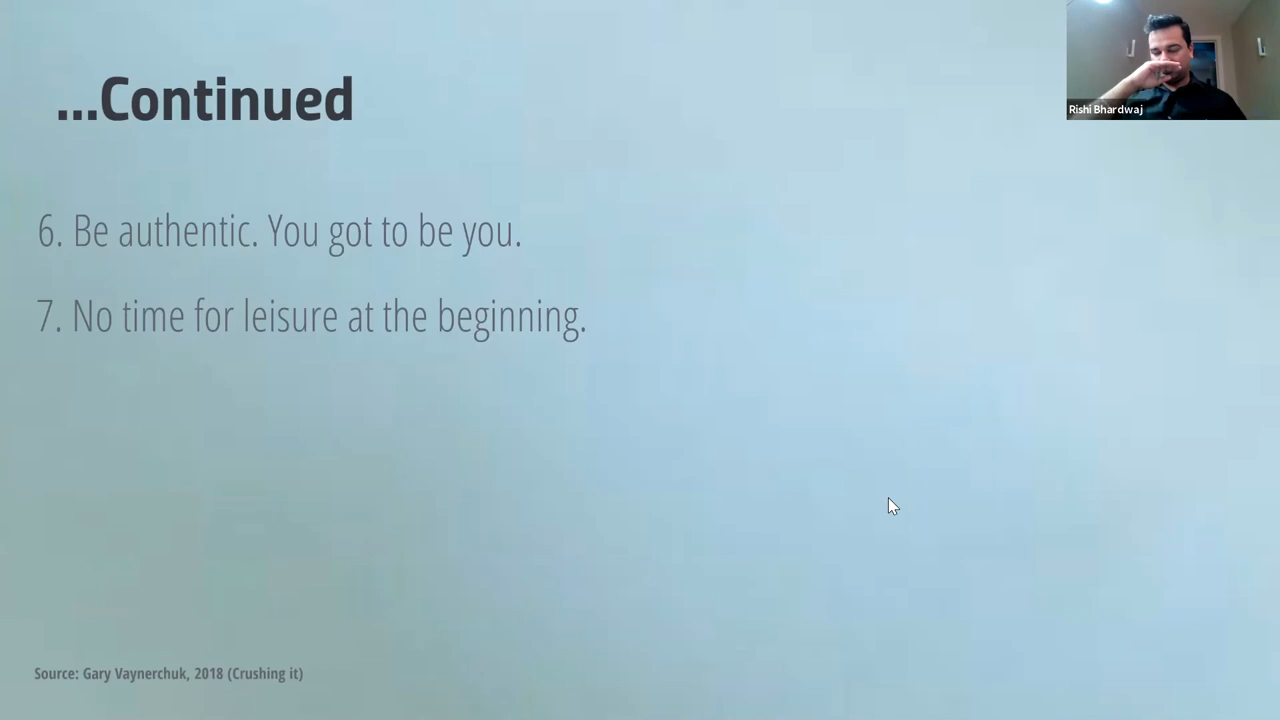 ...Continued
Rishi Bhardwaj
6. Be authentic. You got to be you.
7. No time for leisure at the beginning.
Source: Gary Vaynerchuk, 2018 (Crushing it)